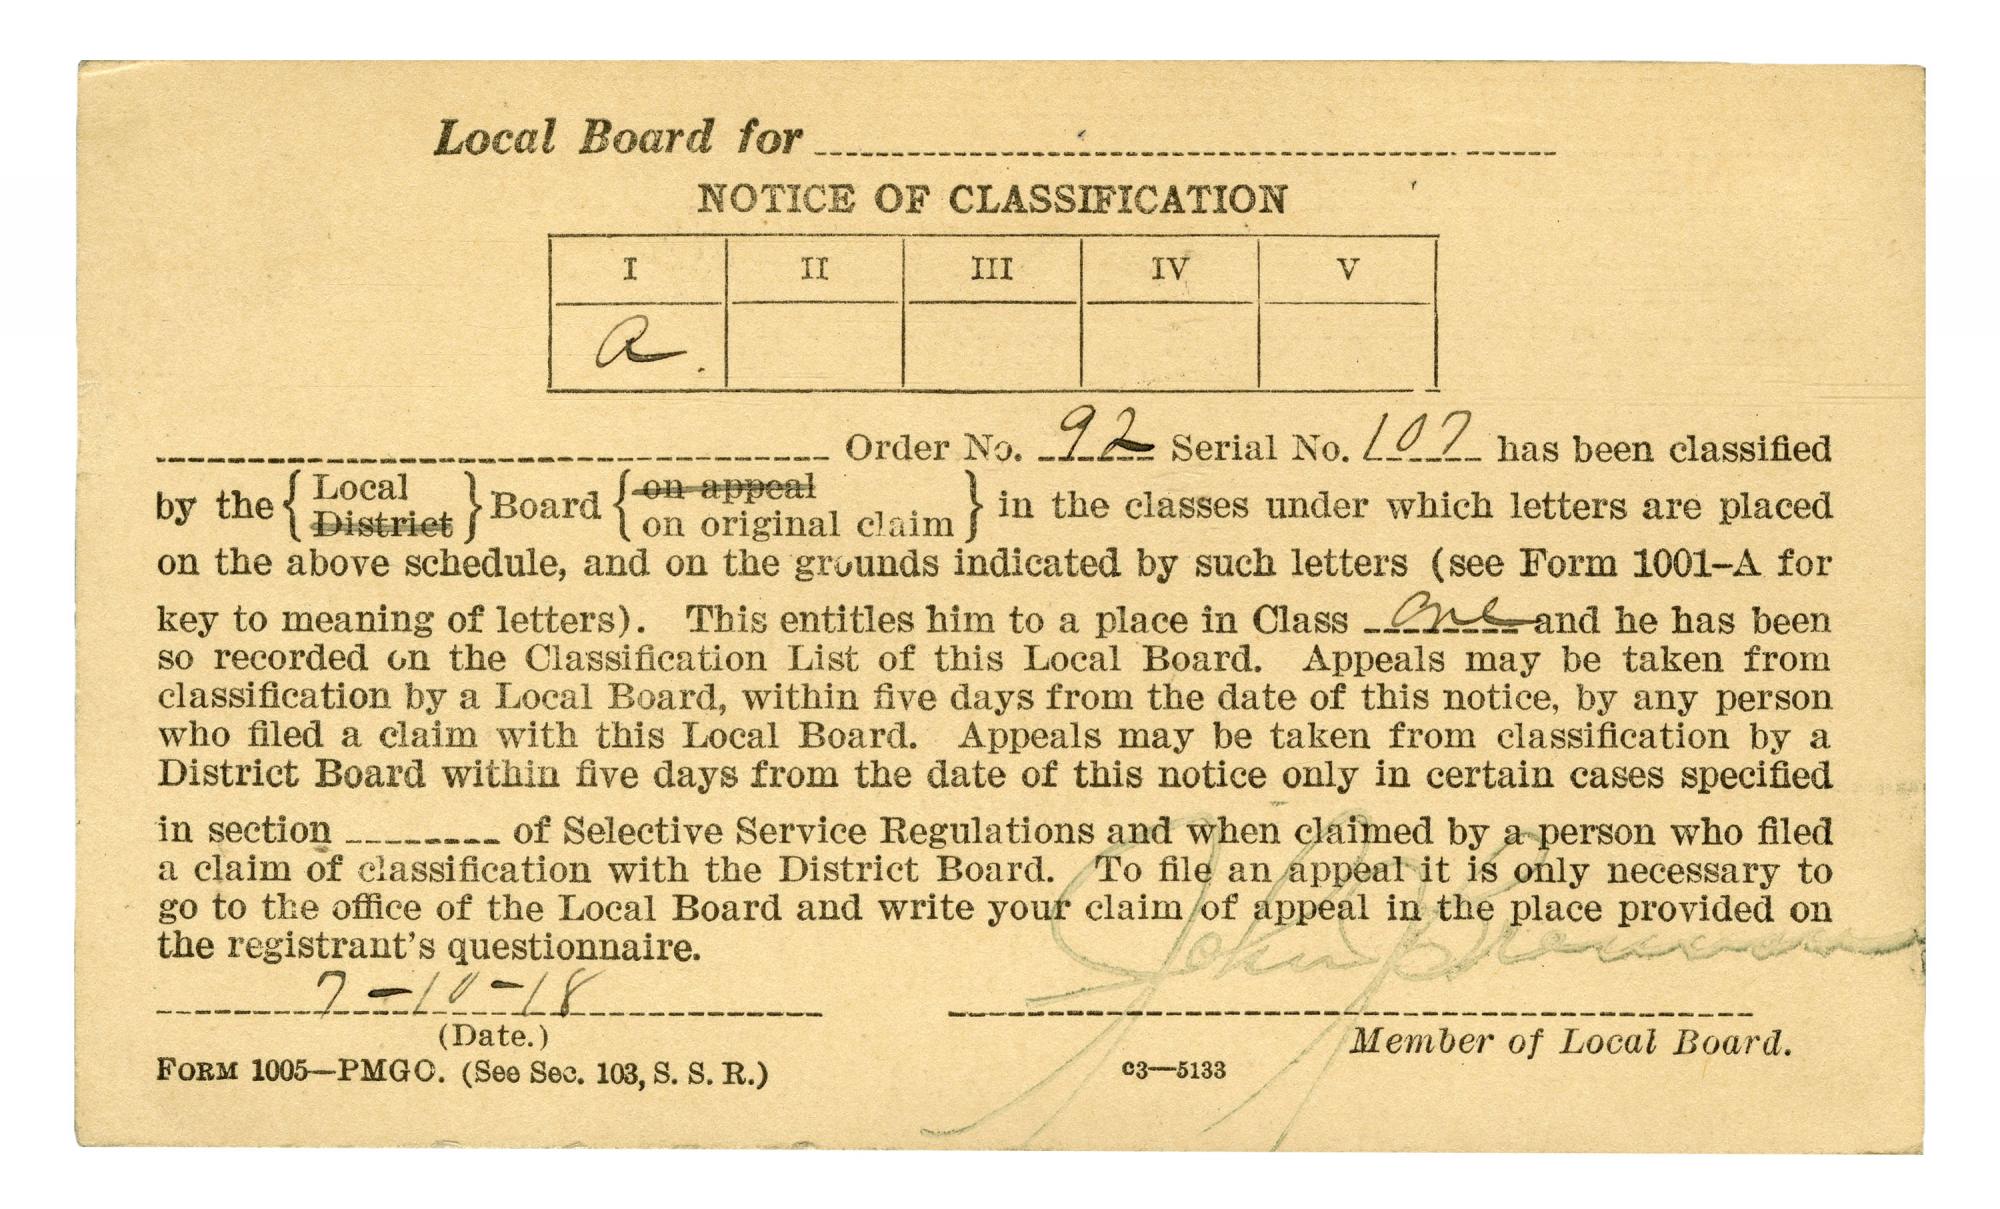 Local Board for
NOTICE OF CLASSIFICATION
I II III IV V
a.
Order No. 92 Serial No. 107 has been classified
by the { Local } Board { on appeal } in the classes under which letters are placed
District on original claim
on the above schedule, and on the grounds indicated by such letters (see Form 1001–A for
key to meaning of letters). This entitles him to a place in Class One and he has been
so recorded on the Classification List of this Local Board. Appeals may be taken from
classification by a Local Board, within five days from the date of this notice, by any person
who filed a claim with this Local Board. Appeals may be taken from classification by a
District Board within five days from the date of this notice only in certain cases specified
in section of Selective Service Regulations and when claimed by a person who filed
a claim of classification with the District Board. To file an appeal it is only necessary to
go to the office of the Local Board and write your claim of appeal in the place provided on
the registrant's questionnaire.
7-10-18
John J
(Date.)
Member of Local Board.
FORM 1005—PMGO. (See Sec. 103, S. S. R.) c3—5133